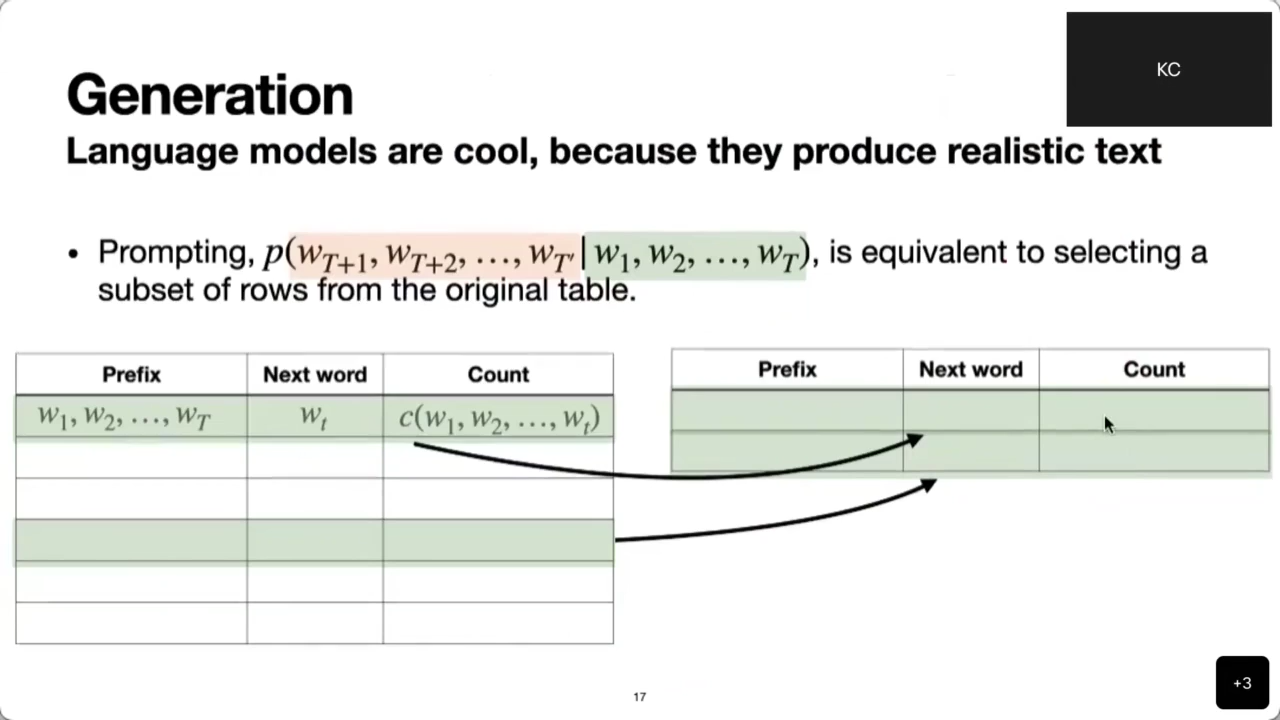 KC
Generation
Language models are cool, because they produce realistic text
• Prompting, p(w_{T+1}, w_{T+2}, …, w_{T'} | w_1, w_2, …, w_T), is equivalent to selecting a
subset of rows from the original table.
Prefix Next word Count
w_1, w_2, …, w_T w_t c(w_1, w_2, …, w_t)
Prefix Next word Count
17
+3